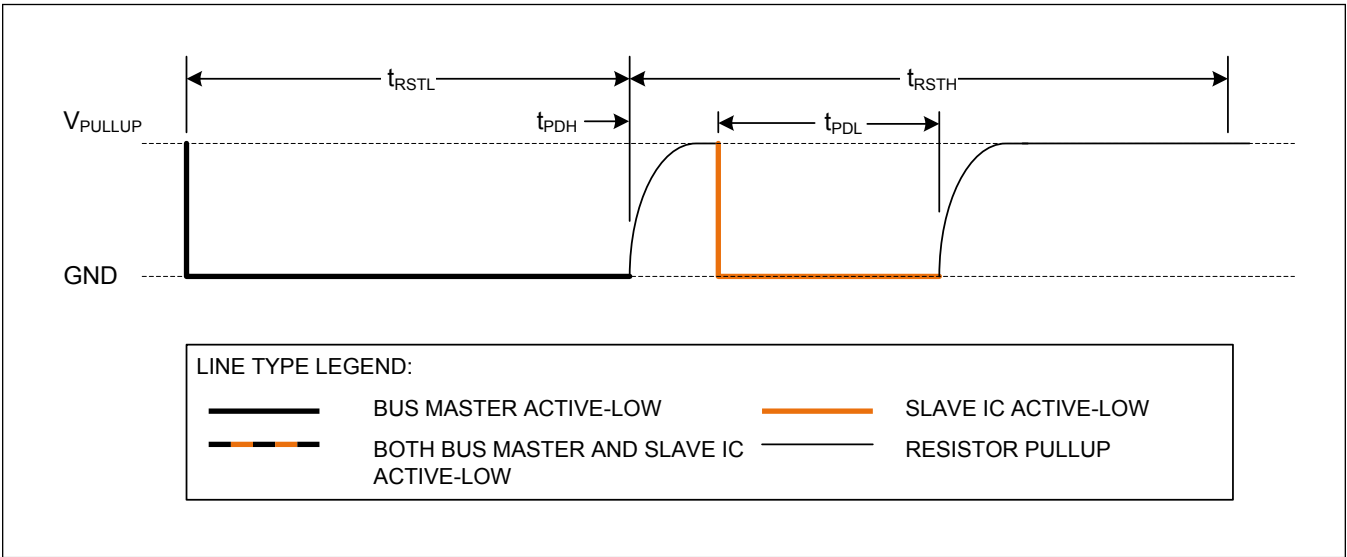 tRSTL
tRSTH
VPULLUP
tPDH
tPDL
GND
LINE TYPE LEGEND:
BUS MASTER ACTIVE-LOW
SLAVE IC ACTIVE-LOW
BOTH BUS MASTER AND SLAVE IC
ACTIVE-LOW
RESISTOR PULLUP